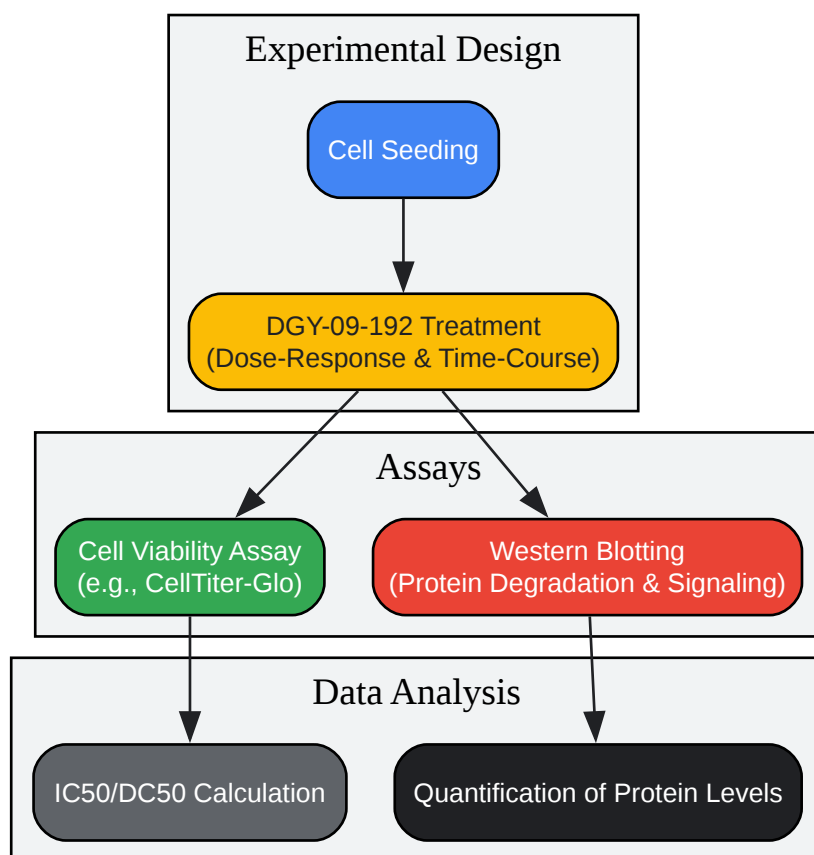 Experimental Design
Cell Seeding
DGY-09-192 Treatment
(Dose-Response & Time-Course)
Assays
Cell Viability Assay
(e.g., CellTiter-Glo)
Western Blotting
(Protein Degradation & Signaling)
Data Analysis
IC50/DC50 Calculation
Quantification of Protein Levels